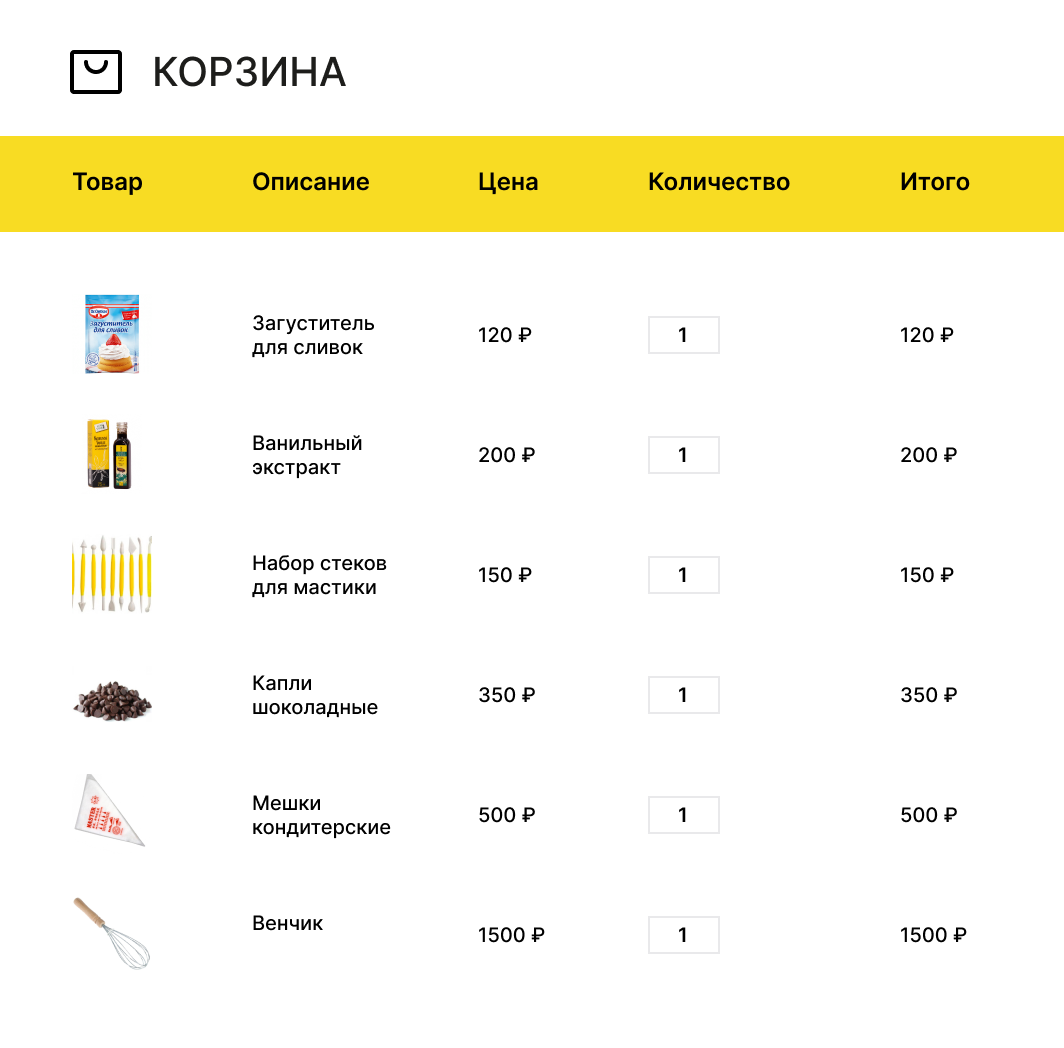 КОРЗИНА
Товар Описание Цена Количество Итого
Dr. Oetker
Загуститель
для сливок
Загуститель
для сливок
120 ₽ 1 120 ₽
Ванильный
экстракт
200 ₽ 1 200 ₽
Набор стеков
для мастики
150 ₽ 1 150 ₽
Капли
шоколадные
350 ₽ 1 350 ₽
MASTER
Мешки
кондитерские
500 ₽ 1 500 ₽
Венчик
1500 ₽ 1 1500 ₽